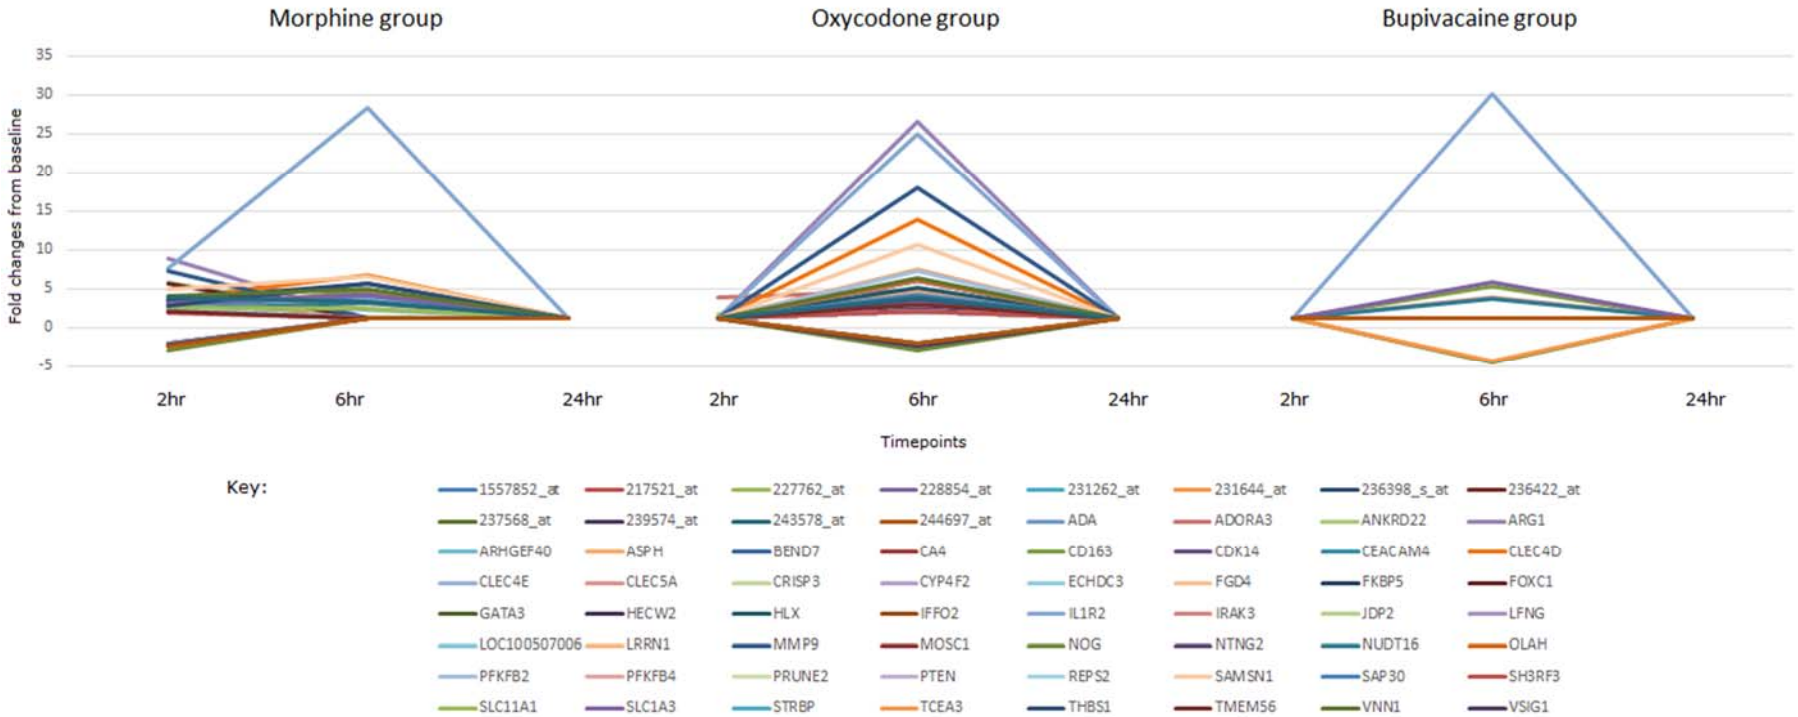 Morphine group Oxycodone group Bupivacaine group
35
30
25
20
15
10
5
0
-5
Fold changes from baseline
2hr 6hr 24hr 2hr 6hr 24hr 2hr 6hr 24hr
Timepoints
Key:
1557852_at 217521_at 227762_at 228854_at 231262_at 231644_at 236398_s_at 236422_at
237568_at 239574_at 243578_at 244697_at ADA ADORA3 ANKRD22 ARG1
ARHGEF40 ASPH BEND7 CA4 CD163 CDK14 CEACAM4 CLEC4D
CLEC4E CLEC5A CRISP3 CYP4F2 ECHDC3 FGD4 FKBP5 FOXC1
GATA3 HECW2 HLX IFFO2 IL1R2 IRAK3 JDP2 LFNG
LOC100507006 LRRN1 MMP9 MOSC1 NOG NTNG2 NUDT16 OLAH
PFKFB2 PFKFB4 PRUNE2 PTEN REPS2 SAMSN1 SAP30 SH3RF3
SLC11A1 SLC1A3 STRBP TCEA3 THBS1 TMEM56 VNN1 VSIG1